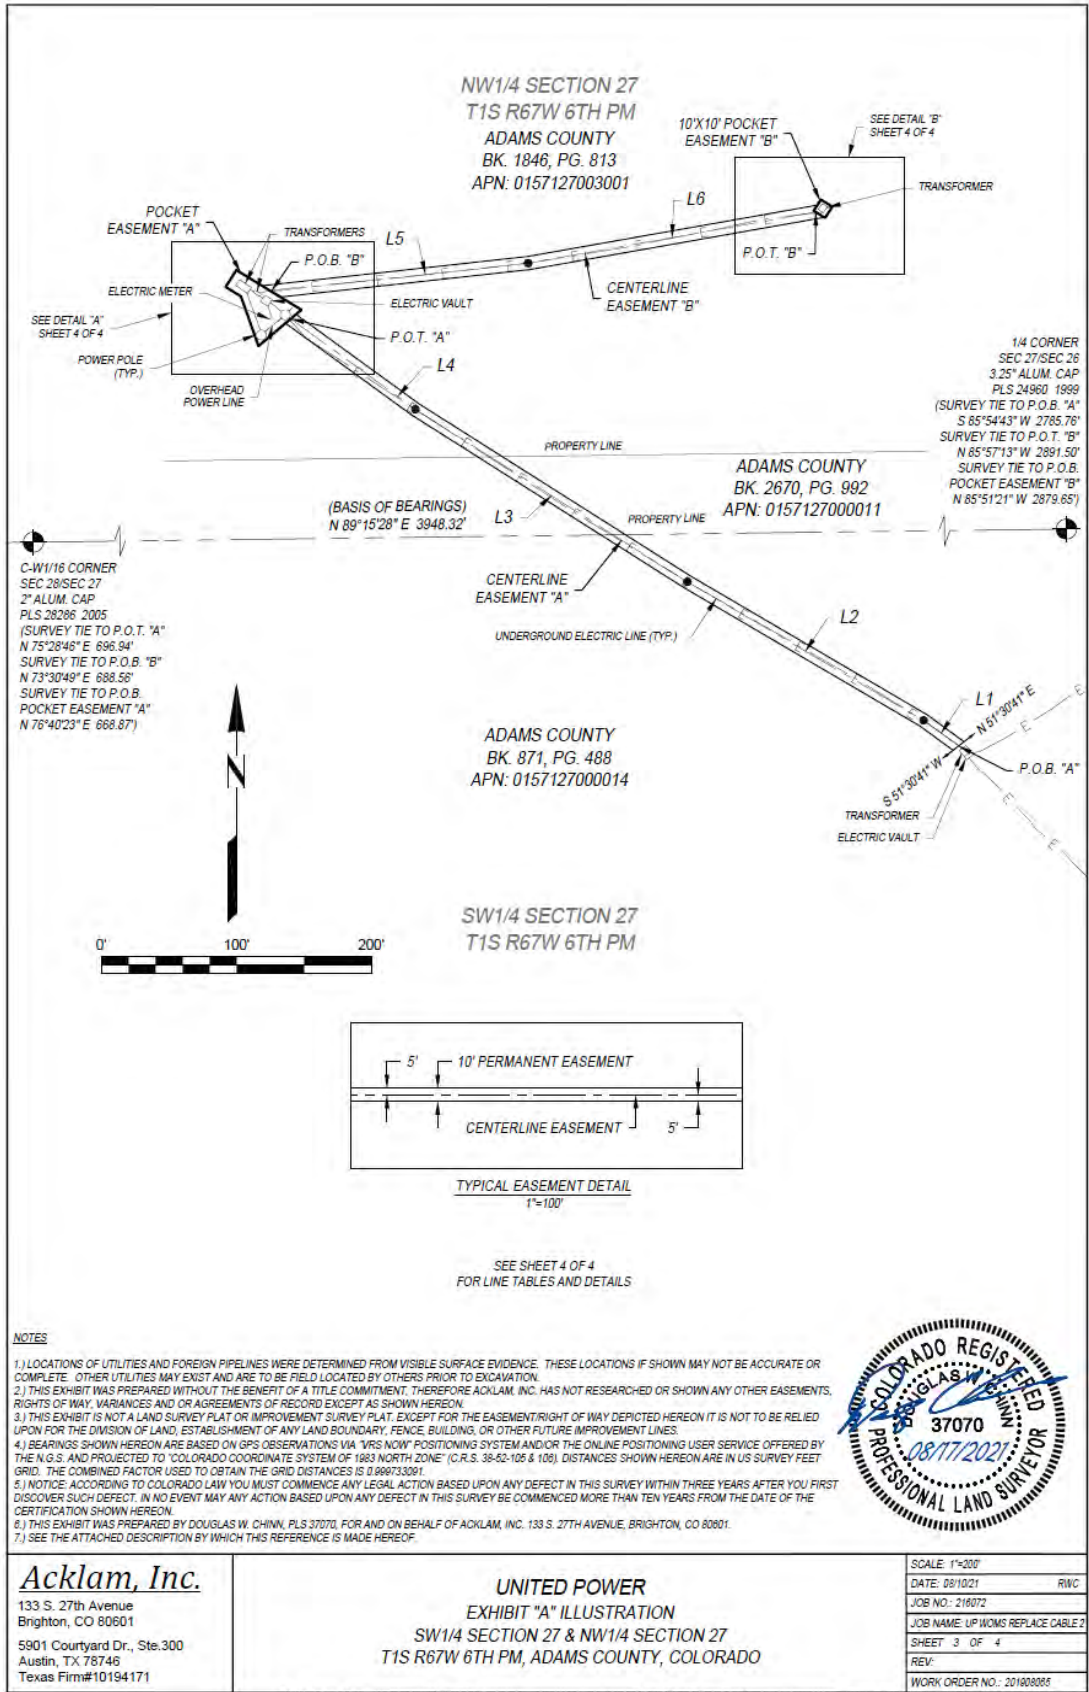 NW1/4 SECTION 27
T1S R67W 6TH PM
ADAMS COUNTY
BK. 1846, PG. 813
APN: 0157127003001
10'X10' POCKET
EASEMENT "B"
SEE DETAIL "B"
SHEET 4 OF 4
TRANSFORMER
L6
P.O.T. "B"
POCKET
EASEMENT "A"
TRANSFORMERS
L5
P.O.B. "B"
ELECTRIC METER
ELECTRIC VAULT
CENTERLINE
EASEMENT "B"
SEE DETAIL "A"
SHEET 4 OF 4
P.O.T. "A"
POWER POLE
(TYP.)
L4
OVERHEAD
POWER LINE
1/4 CORNER
SEC 27/SEC 26
3.25" ALUM. CAP
PLS 24960 1999
(SURVEY TIE TO P.O.B. "A"
S 85°54'43" W 2785.76'
SURVEY TIE TO P.O.T. "B"
N 85°57'13" W 2891.50'
SURVEY TIE TO P.O.B.
POCKET EASEMENT "B"
N 85°51'21" W 2879.65')
PROPERTY LINE
ADAMS COUNTY
BK. 2670, PG. 992
APN: 0157127000011
(BASIS OF BEARINGS)
N 89°15'28" E 3948.32'
L3
PROPERTY LINE
C-W1/16 CORNER
SEC 28/SEC 27
2" ALUM. CAP
PLS 28286 2005
(SURVEY TIE TO P.O.T. "A"
N 75°28'46" E 696.94'
SURVEY TIE TO P.O.B. "B"
N 73°30'49" E 688.56'
SURVEY TIE TO P.O.B.
POCKET EASEMENT "A"
N 76°40'23" E 668.87')
CENTERLINE
EASEMENT "A"
UNDERGROUND ELECTRIC LINE (TYP.)
L2
L1
N 51°30'41" E
S 51°30'41" W
P.O.B. "A"
TRANSFORMER
ELECTRIC VAULT
ADAMS COUNTY
BK. 871, PG. 488
APN: 0157127000014
N
SW1/4 SECTION 27
T1S R67W 6TH PM
0' 100' 200'
5' 10' PERMANENT EASEMENT
CENTERLINE EASEMENT 5'
TYPICAL EASEMENT DETAIL
1"=100'
SEE SHEET 4 OF 4
FOR LINE TABLES AND DETAILS
NOTES
1.) LOCATIONS OF UTILITIES AND FOREIGN PIPELINES WERE DETERMINED FROM VISIBLE SURFACE EVIDENCE. THESE LOCATIONS IF SHOWN MAY NOT BE ACCURATE OR
COMPLETE. OTHER UTILITIES MAY EXIST AND ARE TO BE FIELD LOCATED BY OTHERS PRIOR TO EXCAVATION.
2.) THIS EXHIBIT WAS PREPARED WITHOUT THE BENEFIT OF A TITLE COMMITMENT, THEREFORE ACKLAM, INC. HAS NOT RESEARCHED OR SHOWN ANY OTHER EASEMENTS,
RIGHTS OF WAY, VARIANCES AND OR AGREEMENTS OF RECORD EXCEPT AS SHOWN HEREON.
3.) THIS EXHIBIT IS NOT A LAND SURVEY PLAT OR IMPROVEMENT SURVEY PLAT. EXCEPT FOR THE EASEMENT/RIGHT OF WAY DEPICTED HEREON IT IS NOT TO BE RELIED
UPON FOR THE DIVISION OF LAND, ESTABLISHMENT OF ANY LAND BOUNDARY, FENCE, BUILDING, OR OTHER FUTURE IMPROVEMENT LINES.
4.) BEARINGS SHOWN HEREON ARE BASED ON GPS OBSERVATIONS VIA "VRS NOW" POSITIONING SYSTEM AND/OR THE ONLINE POSITIONING USER SERVICE OFFERED BY
THE N.G.S. AND PROJECTED TO "COLORADO COORDINATE SYSTEM OF 1983 NORTH ZONE" (C.R.S. 38-52-105 & 106). DISTANCES SHOWN HEREON ARE IN US SURVEY FEET
GRID. THE COMBINED FACTOR USED TO OBTAIN THE GRID DISTANCES IS 0.999733091.
5.) NOTICE: ACCORDING TO COLORADO LAW YOU MUST COMMENCE ANY LEGAL ACTION BASED UPON ANY DEFECT IN THIS SURVEY WITHIN THREE YEARS AFTER YOU FIRST
DISCOVER SUCH DEFECT. IN NO EVENT MAY ANY ACTION BASED UPON ANY DEFECT IN THIS SURVEY BE COMMENCED MORE THAN TEN YEARS FROM THE DATE OF THE
CERTIFICATION SHOWN HEREON.
6.) THIS EXHIBIT WAS PREPARED BY DOUGLAS W. CHINN, PLS 37070, FOR AND ON BEHALF OF ACKLAM, INC. 133 S. 27TH AVENUE, BRIGHTON, CO 80601.
7.) SEE THE ATTACHED DESCRIPTION BY WHICH THIS REFERENCE IS MADE HEREOF.
COLORADO REGISTERED
DOUGLAS W. CHINN
37070
08/17/2021
PROFESSIONAL LAND SURVEYOR
Acklam, Inc.
133 S. 27th Avenue
Brighton, CO 80601
5901 Courtyard Dr., Ste.300
Austin, TX 78746
Texas Firm#10194171
UNITED POWER
EXHIBIT "A" ILLUSTRATION
SW1/4 SECTION 27 & NW1/4 SECTION 27
T1S R67W 6TH PM, ADAMS COUNTY, COLORADO
SCALE: 1"=200'
DATE: 08/10/21 RWC
JOB NO.: 216072
JOB NAME: UP WOMS REPLACE CABLE 2
SHEET 3 OF 4
REV:
WORK ORDER NO.: 201908065